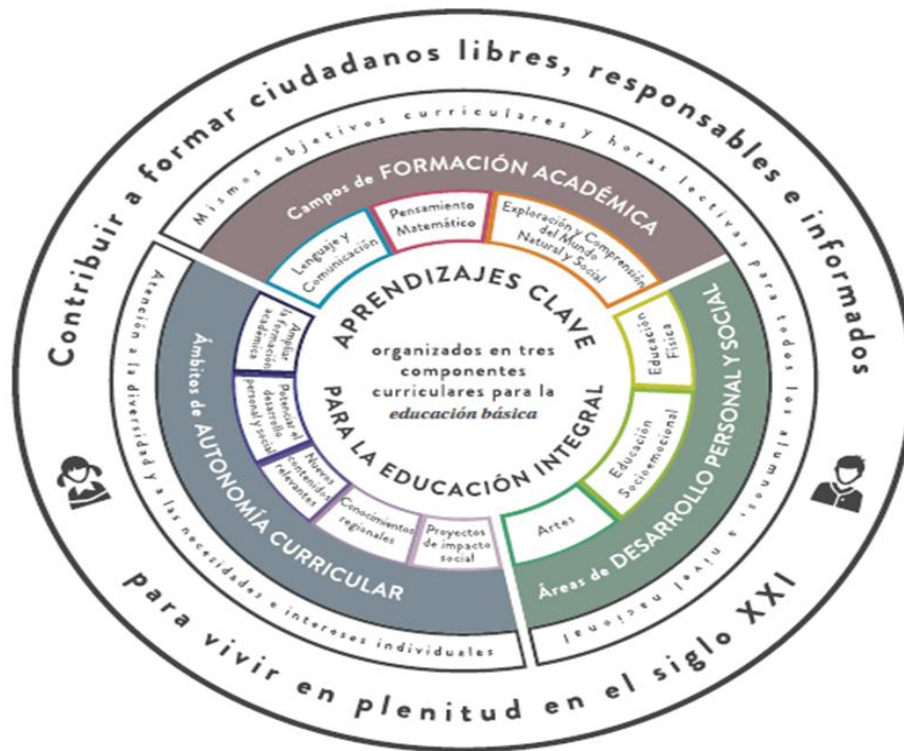 Contribuir a formar ciudadanos libres, responsables e informados
para vivir en plenitud en el siglo XXI
Mismos objetivos curriculares y horas lectivas para todos los alumnos, a nivel nacional
Atención a la diversidad y a las necesidades e intereses individuales
Campos de FORMACIÓN ACADÉMICA
Lenguaje y
Comunicación
Pensamiento
Matemático
Exploración y Comprensión
del Mundo
Natural y Social
Áreas de DESARROLLO PERSONAL Y SOCIAL
Educación
Física
Educación
Socioemocional
Artes
Ámbitos de AUTONOMÍA CURRICULAR
Ampliar
la formación
académica
Potenciar el
desarrollo
personal y social
Nuevos
contenidos
relevantes
Conocimientos
regionales
Proyectos
de impacto
social
APRENDIZAJES CLAVE
organizados en tres
componentes
curriculares para la
educación básica
PARA LA EDUCACIÓN INTEGRAL